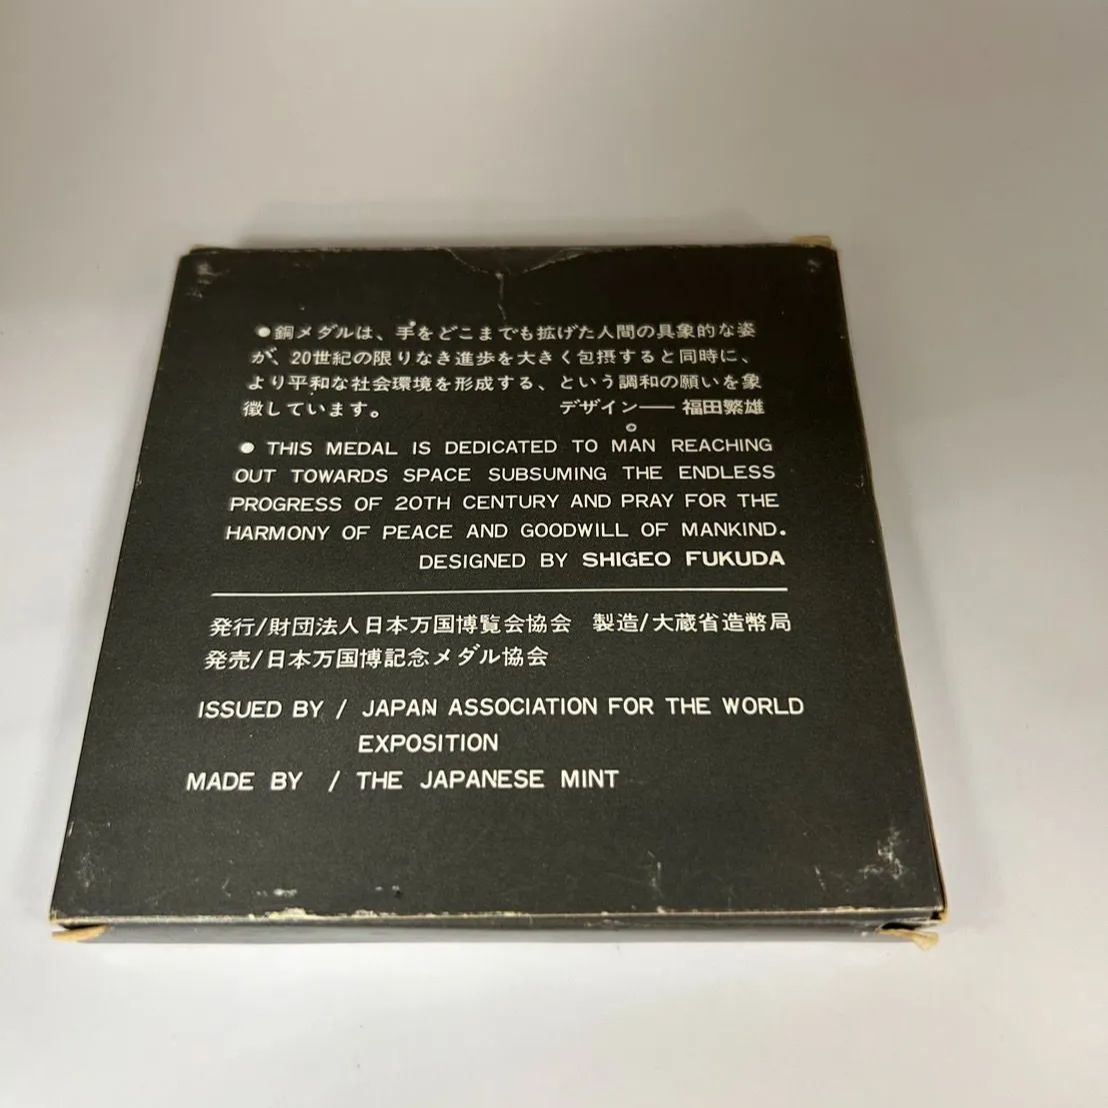 ●銅メダルは、手をどこまでも拡げた人間の具象的な姿
が、20世紀の限りなき進歩を大きく包摂すると同時に、
より平和な社会環境を形成する、という調和の願いを象
徴しています。 デザイン── 福田繁雄
● THIS MEDAL IS DEDICATED TO MAN REACHING
OUT TOWARDS SPACE SUBSUMING THE ENDLESS
PROGRESS OF 20TH CENTURY AND PRAY FOR THE
HARMONY OF PEACE AND GOODWILL OF MANKIND.
DESIGNED BY SHIGEO FUKUDA
発行/財団法人日本万国博覧会協会 製造/大蔵省造幣局
発売/日本万国博記念メダル協会
ISSUED BY / JAPAN ASSOCIATION FOR THE WORLD
EXPOSITION
MADE BY / THE JAPANESE MINT